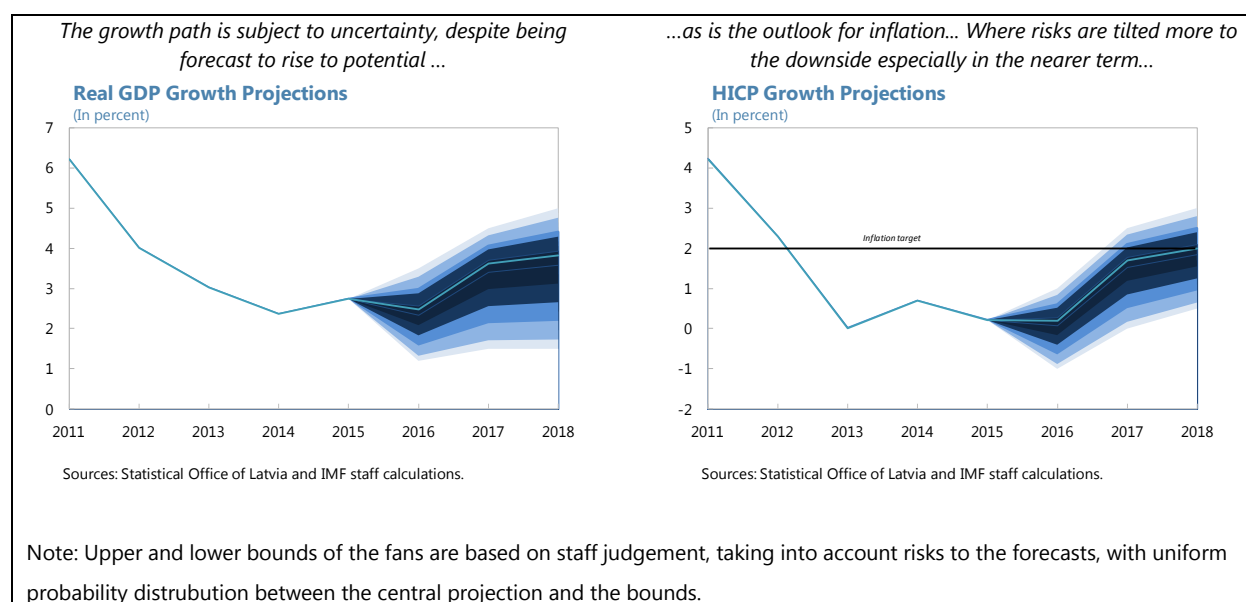 The growth path is subject to uncertainty, despite being
forecast to rise to potential ...
Real GDP Growth Projections
(In percent)
7
6
5
4
3
2
1
0
2011 2012 2013 2014 2015 2016 2017 2018
Sources: Statistical Office of Latvia and IMF staff calculations.
...as is the outlook for inflation... Where risks are tilted more to
the downside especially in the nearer term...
HICP Growth Projections
(In percent)
5
4
3
2
1
0
-1
-2
Inflation target
2011 2012 2013 2014 2015 2016 2017 2018
Sources: Statistical Office of Latvia and IMF staff calculations.
Note: Upper and lower bounds of the fans are based on staff judgement, taking into account risks to the forecasts, with uniform
probability distrubution between the central projection and the bounds.